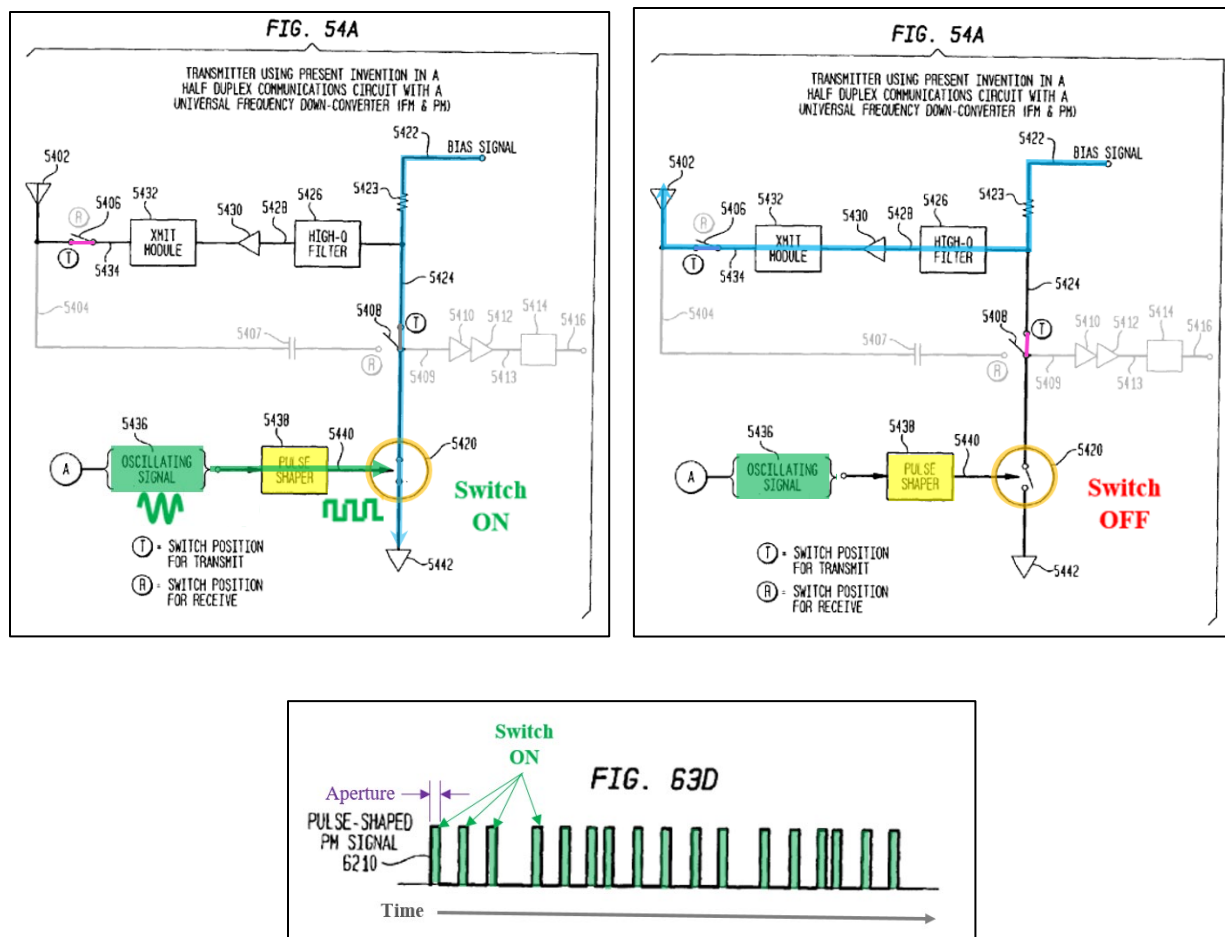 FIG. 54A
TRANSMITTER USING PRESENT INVENTION IN A
HALF DUPLEX COMMUNICATIONS CIRCUIT WITH A
UNIVERSAL FREQUENCY DOWN-CONVERTER (FM & PM)
5422
BIAS SIGNAL
5402
5423
5406
5432
5430
5428
5426
R
XMIT
MODULE
HIGH-Q
FILTER
T
5434
5424
5404
5408
T
5410
5412
5414
5416
5407
R
5409
5413
5436
5438
5440
5420
A
OSCILLATING
SIGNAL
PULSE
SHAPER
Switch
ON
T = SWITCH POSITION
FOR TRANSMIT
5442
R = SWITCH POSITION
FOR RECEIVE
FIG. 54A
TRANSMITTER USING PRESENT INVENTION IN A
HALF DUPLEX COMMUNICATIONS CIRCUIT WITH A
UNIVERSAL FREQUENCY DOWN-CONVERTER (FM & PM)
5422
BIAS SIGNAL
5402
5423
5406
5432
5430
5428
5426
R
XMIT
MODULE
HIGH-Q
FILTER
T
5434
5424
5404
5408
T
5410
5412
5414
5416
5407
R
5409
5413
5436
5438
5440
5420
A
OSCILLATING
SIGNAL
PULSE
SHAPER
Switch
OFF
T = SWITCH POSITION
FOR TRANSMIT
5442
R = SWITCH POSITION
FOR RECEIVE
Switch
ON
FIG. 63D
Aperture
PULSE-SHAPED
PM SIGNAL
6210
Time